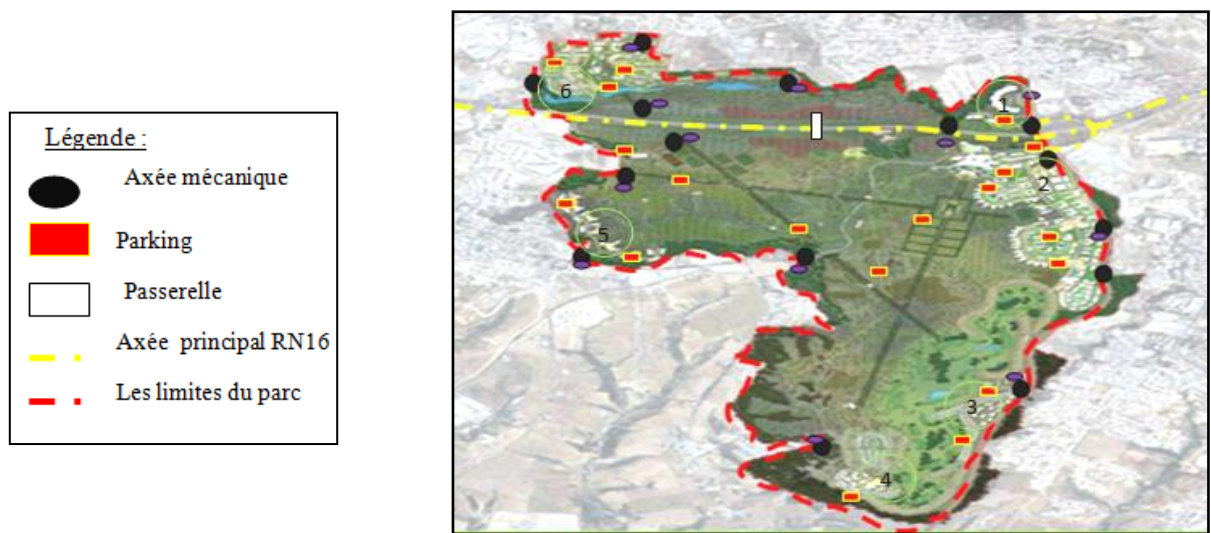 Légende :
Axée mécanique
Parking
Passerelle
Axée principal RN16
Les limites du parc
6
1
2
5
3
4